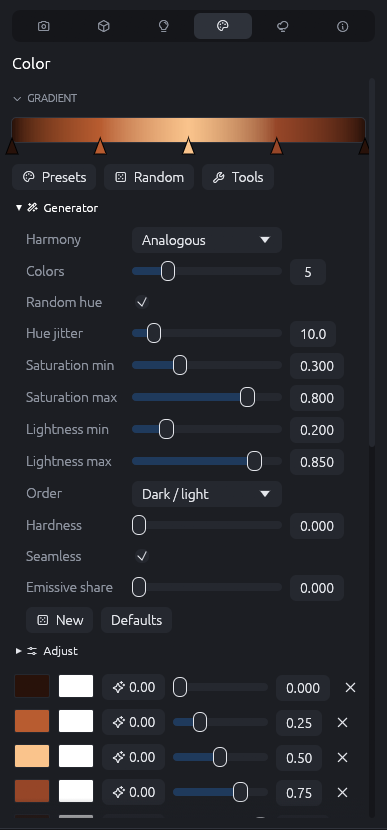 Color
GRADIENT
Presets Random Tools
Generator
Harmony Analogous
Colors 5
Random hue
Hue jitter 10.0
Saturation min 0.300
Saturation max 0.800
Lightness min 0.200
Lightness max 0.850
Order Dark / light
Hardness 0.000
Seamless
Emissive share 0.000
New Defaults
Adjust
0.00 0.000
0.00 0.25
0.00 0.50
0.00 0.75